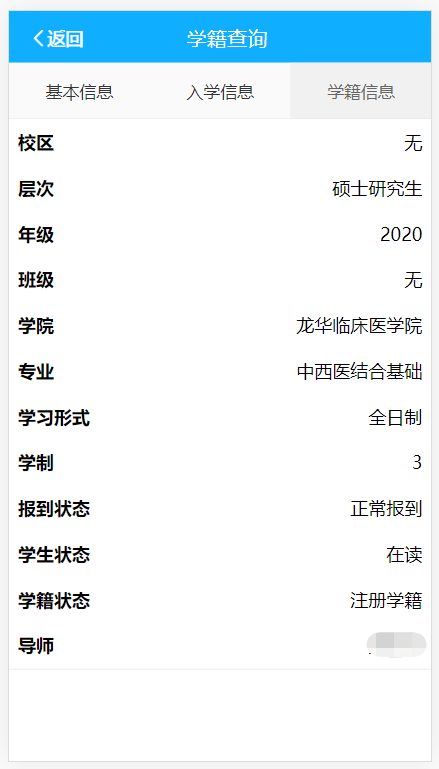 返回 学籍查询
基本信息 入学信息 学籍信息
校区 无
层次 硕士研究生
年级 2020
班级 无
学院 龙华临床医学院
专业 中西医结合基础
学习形式 全日制
学制 3
报到状态 正常报到
学生状态 在读
学籍状态 注册学籍
导师